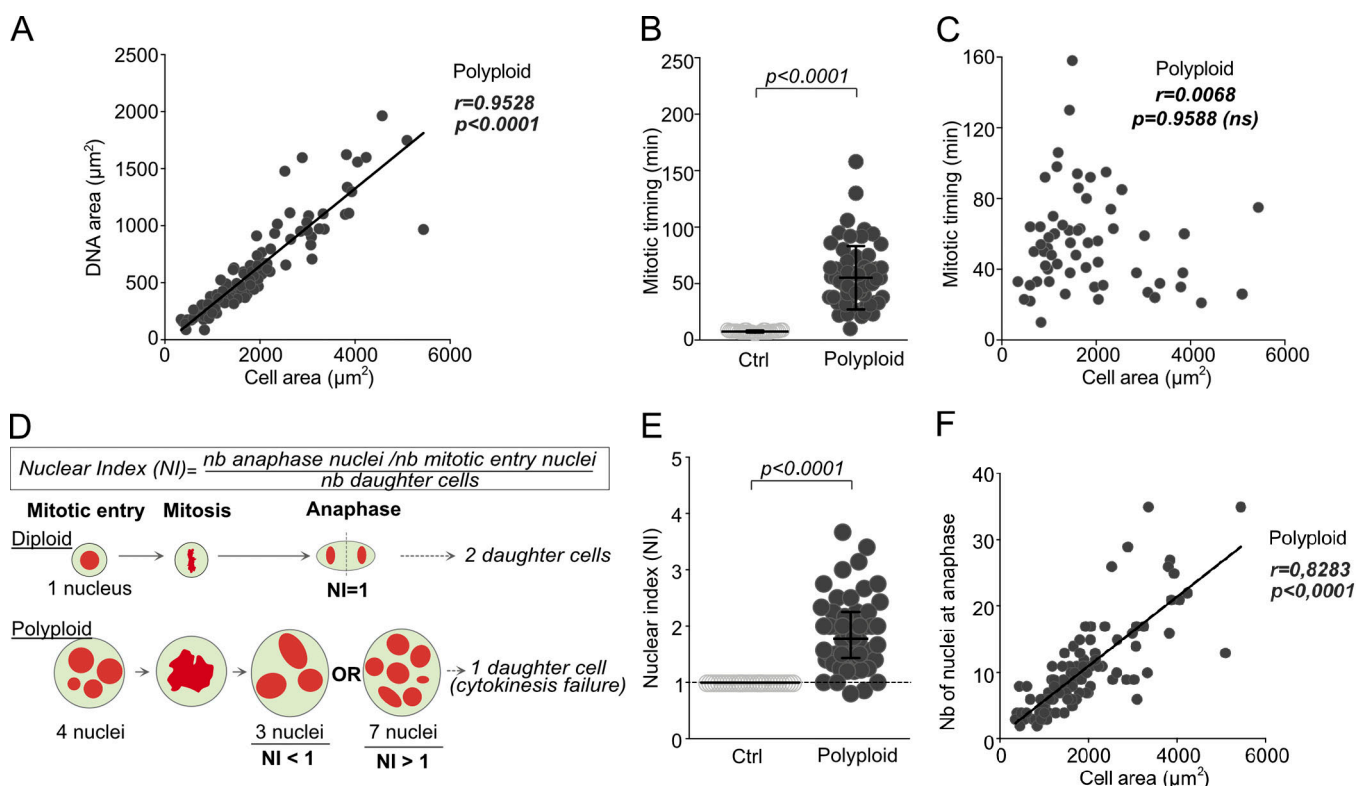 A
2500
2000
1500
1000
500
0
DNA area (µm²)
0
2000
4000
6000
Cell area (µm²)
Polyploid
r=0.9528
p<0.0001
B
250
200
150
100
50
0
Mitotic timing (min)
p<0.0001
Ctrl
Polyploid
C
160
120
80
40
0
Mitotic timing (min)
Polyploid
r=0.0068
p=0.9588 (ns)
0
2000
4000
6000
Cell area (µm²)
D
Nuclear Index (NI)= nb anaphase nuclei /nb mitotic entry nuclei
nb daughter cells
Mitotic entry Mitosis Anaphase
Diploid
2 daughter cells
1 nucleus
NI=1
Polyploid
OR
1 daughter cell
(cytokinesis failure)
4 nuclei
3 nuclei
7 nuclei
NI < 1
NI > 1
E
5
4
3
2
1
0
Nuclear index (NI)
p<0.0001
Ctrl
Polyploid
F
40
30
20
10
0
Nb of nuclei at anaphase
Polyploid
r=0,8283
p<0,0001
0
2000
4000
6000
Cell area (µm²)